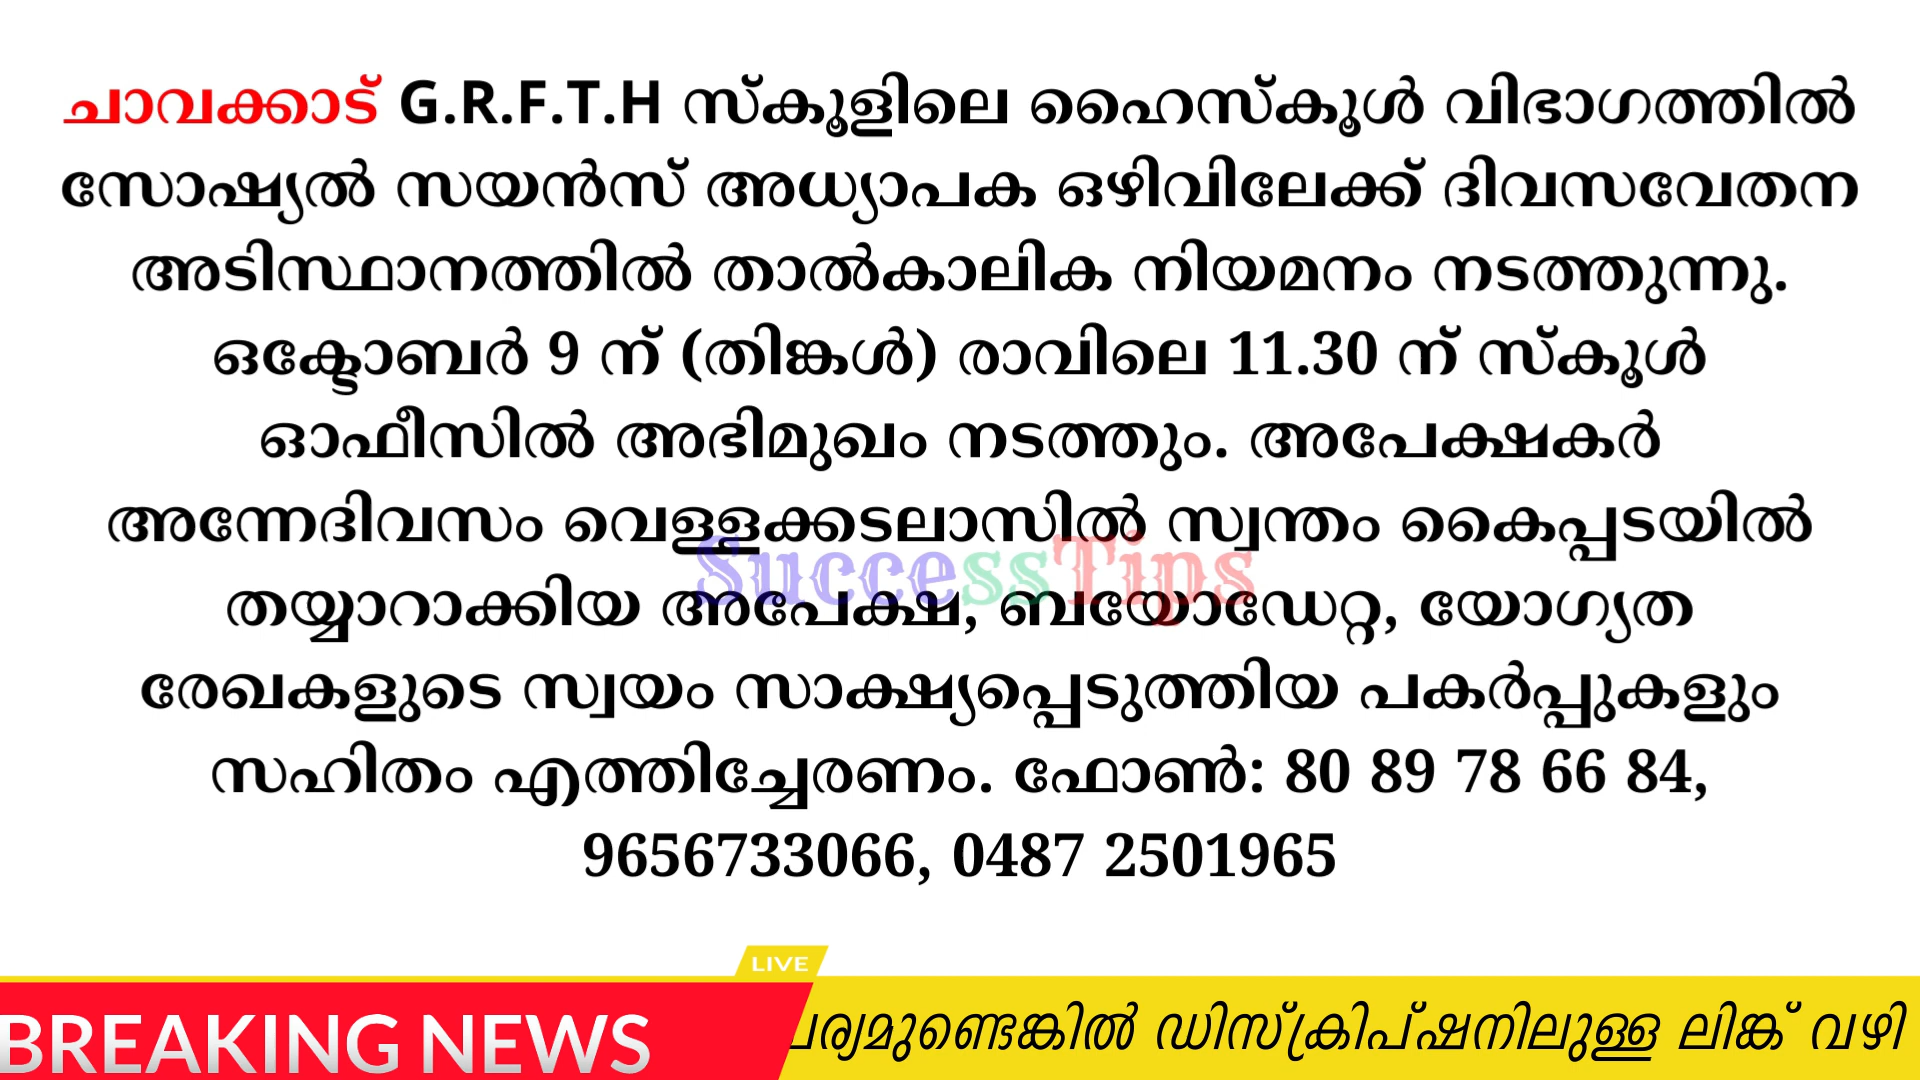 ചാവക്കാട് G.R.F.T.H സ്കൂളിലെ ഹൈസ്കൂൾ വിഭാഗത്തിൽ
സോഷ്യൽ സയൻസ് അധ്യാപക ഒഴിവിലേക്ക് ദിവസവേതന
അടിസ്ഥാനത്തിൽ താൽകാലിക നിയമനം നടത്തുന്നു.
ഒക്ടോബർ 9 ന് (തിങ്കൾ) രാവിലെ 11.30 ന് സ്കൂൾ
ഓഫീസിൽ അഭിമുഖം നടത്തും. അപേക്ഷകർ
അന്നേദിവസം വെള്ളക്കടലാസിൽ സ്വന്തം കൈപ്പടയിൽ
SuccessTips
തയ്യാറാക്കിയ അപേക്ഷ, ബയോഡേറ്റ, യോഗ്യത
രേഖകളുടെ സ്വയം സാക്ഷ്യപ്പെടുത്തിയ പകർപ്പുകളും
സഹിതം എത്തിച്ചേരണം. ഫോൺ: 80 89 78 66 84,
9656733066, 0487 2501965
LIVE
BREAKING NEWS
ഡിസ്ക്രിപ്ഷനിലുള്ള ലിങ്ക് വഴി